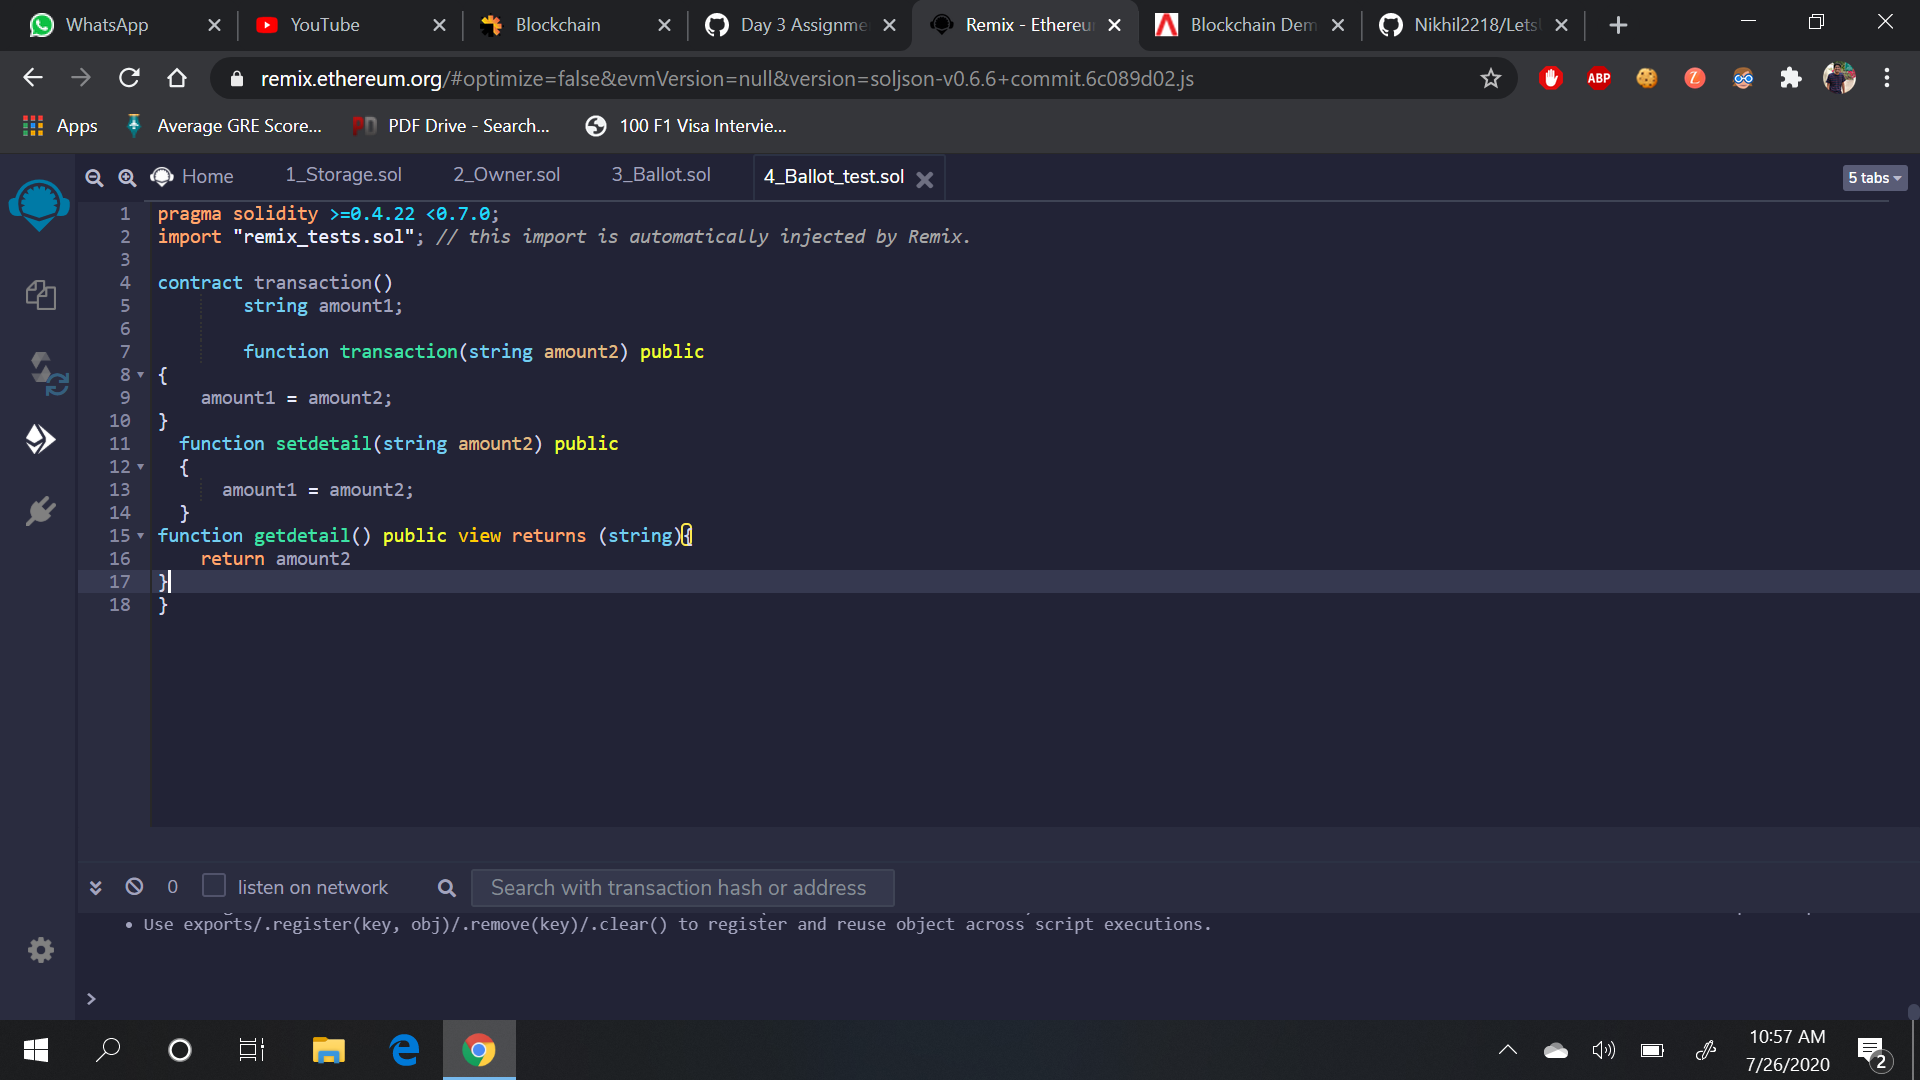 WhatsApp
YouTube
Blockchain
Day 3 Assignme
Remix - Ethereu
Blockchain Dem
Nikhil2218/Lets
remix.ethereum.org/#optimize=false&evmVersion=null&version=soljson-v0.6.6+commit.6c089d02.js
ABP
Apps
Average GRE Score...
PDF Drive - Search...
100 F1 Visa Intervie...
Home
1_Storage.sol
2_Owner.sol
3_Ballot.sol
4_Ballot_test.sol
5 tabs
1 pragma solidity >=0.4.22 <0.7.0;
2 import "remix_tests.sol"; // this import is automatically injected by Remix.
3
4 contract transaction()
5 string amount1;
6
7 function transaction(string amount2) public
8 {
9 amount1 = amount2;
10 }
11 function setdetail(string amount2) public
12 {
13 amount1 = amount2;
14 }
15 function getdetail() public view returns (string){
16 return amount2
17 }
18 }
0
listen on network
Search with transaction hash or address
• Use exports/.register(key, obj)/.remove(key)/.clear() to register and reuse object across script executions.
>
10:57 AM
7/26/2020
2